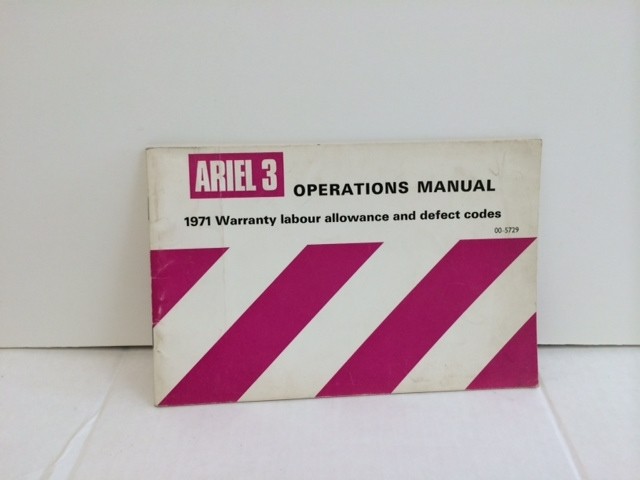 ARIEL 3 OPERATIONS MANUAL
1971 Warranty labour allowance and defect codes
00-5729